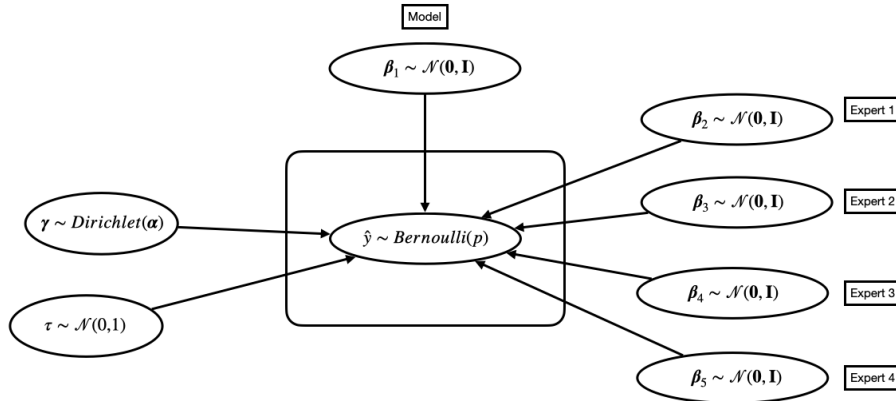 Model
𝜷₁ ∼ 𝒩(𝟎, 𝐈)
𝜷₂ ∼ 𝒩(𝟎, 𝐈)
Expert 1
𝜷₃ ∼ 𝒩(𝟎, 𝐈)
Expert 2
𝜸 ∼ Dirichlet(𝜶)
ŷ ∼ Bernoulli(p)
𝜷₄ ∼ 𝒩(𝟎, 𝐈)
Expert 3
τ ∼ 𝒩(0,1)
𝜷₅ ∼ 𝒩(𝟎, 𝐈)
Expert 4